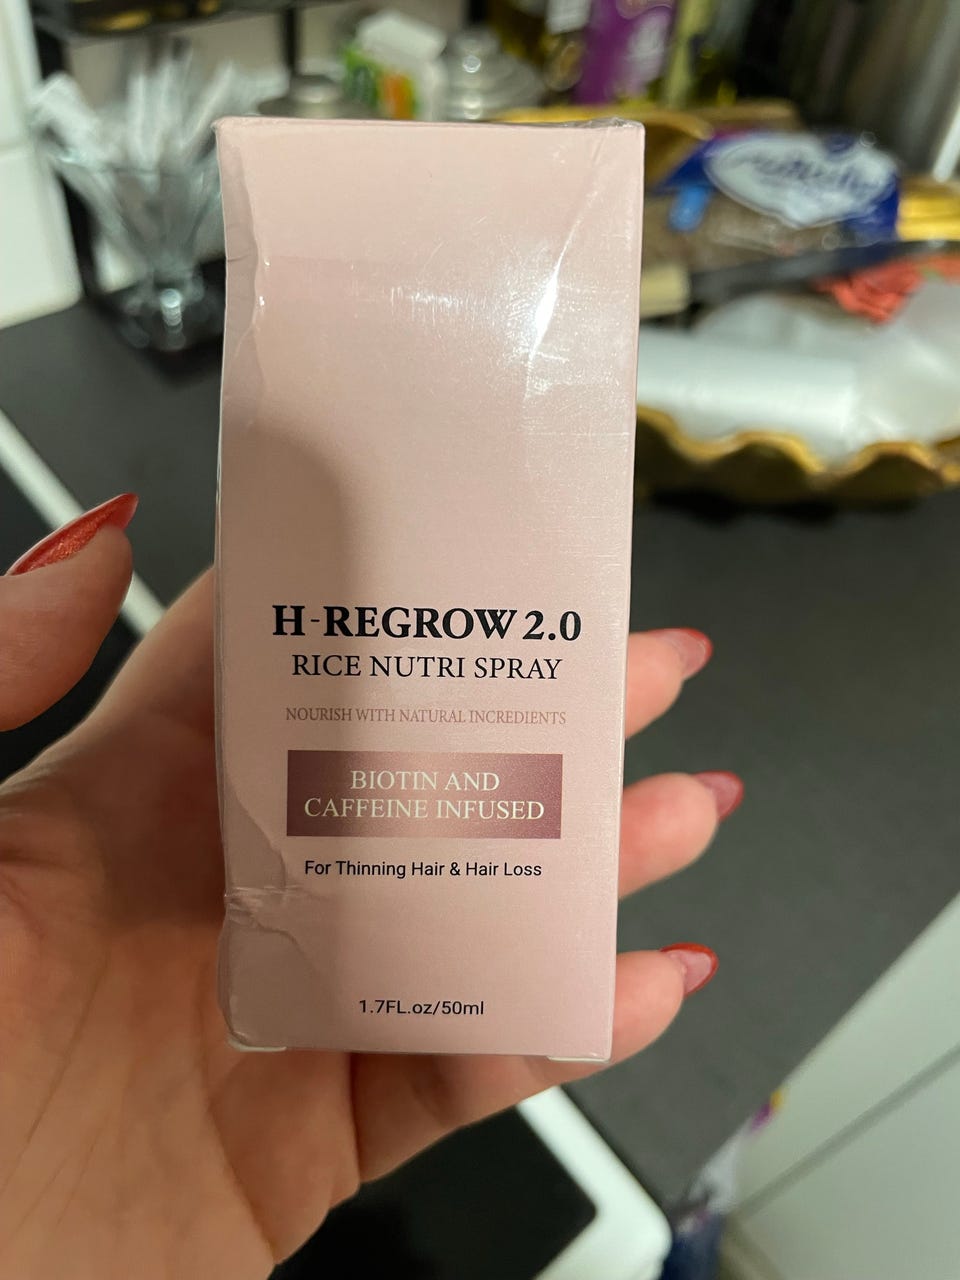 H-REGROW 2.0
RICE NUTRI SPRAY
NOURISH WITH NATURAL INCREDIENTS
BIOTIN AND
CAFFEINE INFUSED
For Thinning Hair & Hair Loss
1.7FL.oz/50ml